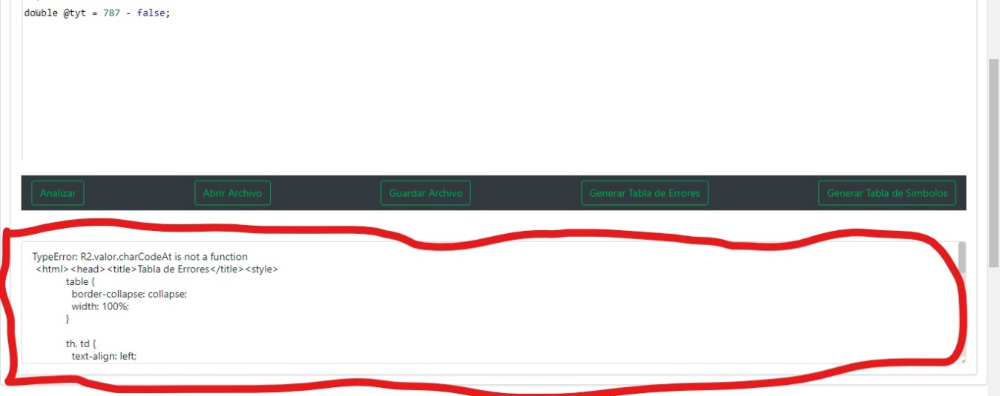 double @tyt = 787 - false;
Analizar
Abrir Archivo
Guardar Archivo
Generar Tabla de Errores
Generar Tabla de Simbolos
TypeError: R2.valor.charCodeAt is not a function
<html><head><title>Tabla de Errores</title><style>
table {
border-collapse: collapse;
width: 100%;
}
th, td {
text-align: left;